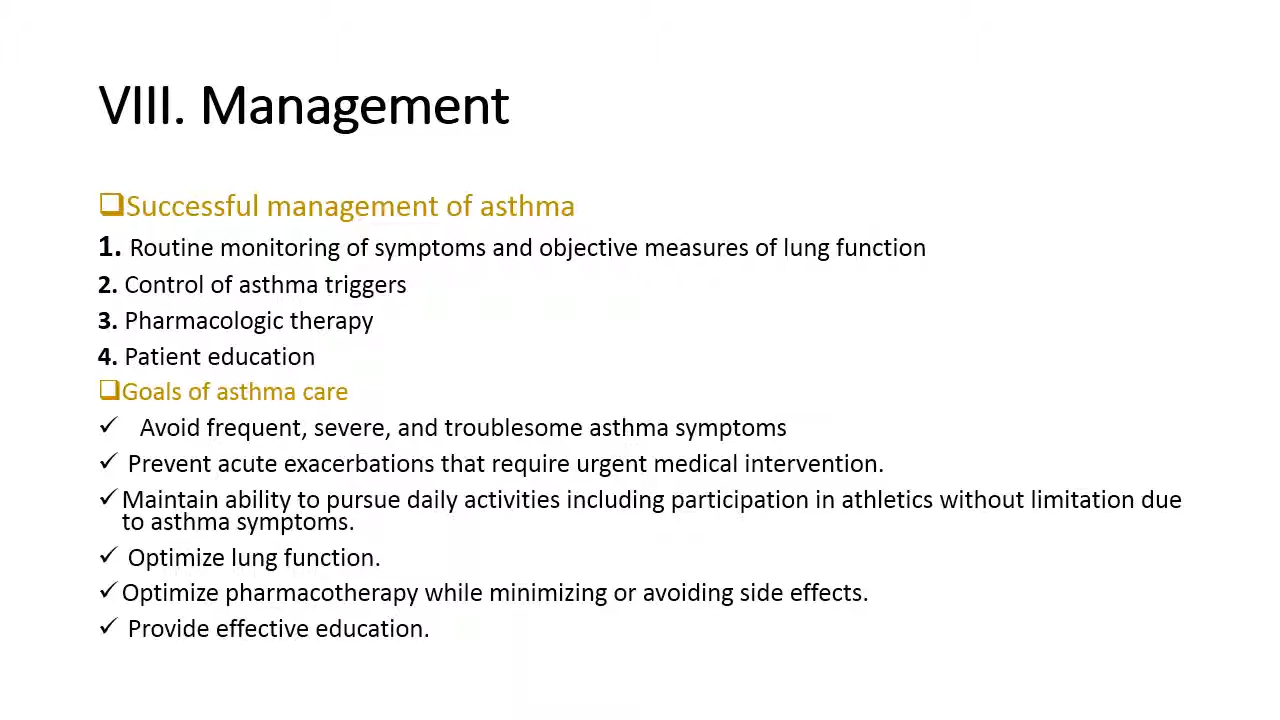 VIII. Management
❑Successful management of asthma
1. Routine monitoring of symptoms and objective measures of lung function
2. Control of asthma triggers
3. Pharmacologic therapy
4. Patient education
❑Goals of asthma care
✓ Avoid frequent, severe, and troublesome asthma symptoms
✓ Prevent acute exacerbations that require urgent medical intervention.
✓ Maintain ability to pursue daily activities including participation in athletics without limitation due
to asthma symptoms.
✓ Optimize lung function.
✓ Optimize pharmacotherapy while minimizing or avoiding side effects.
✓ Provide effective education.